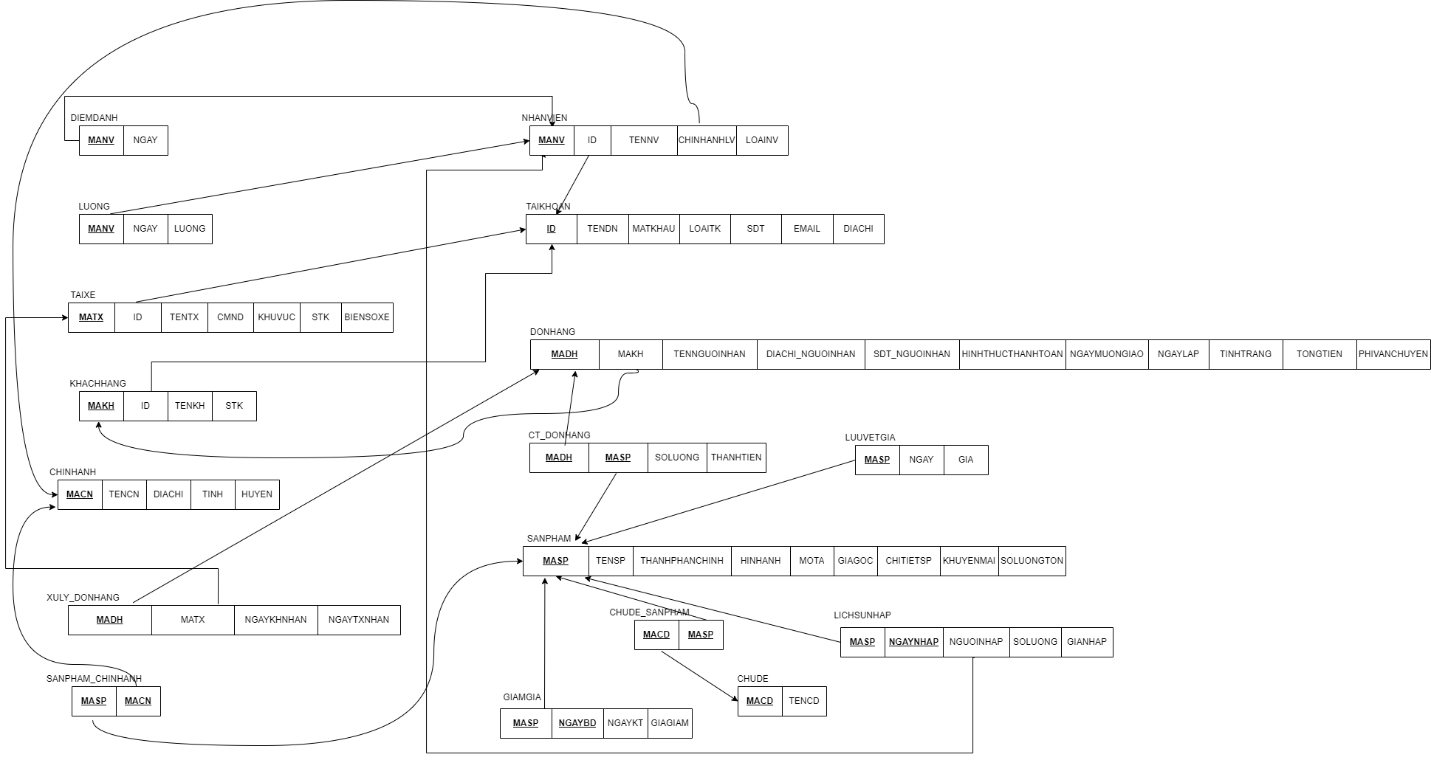 DIEMDANH
MANV NGAY
NHANVIEN
MANV ID TENNV CHINHANHLV LOAINV
LUONG
MANV NGAY LUONG
TAIKHOAN
ID TENDN MATKHAU LOAITK SDT EMAIL DIACHI
TAIXE
MATX ID TENTX CMND KHUVUC STK BIENSOXE
DONHANG
MADH MAKH TENNGUOINHAN DIACHI_NGUOINHAN SDT_NGUOINHAN HINHTHUCTHANHTOAN NGAYMUONGIAO NGAYLAP TINHTRANG TONGTIEN PHIVANCHUYEN
KHACHHANG
MAKH ID TENKH STK
CT_DONHANG
MADH MASP SOLUONG THANHTIEN
LUUVETGIA
MASP NGAY GIA
CHINHANH
MACN TENCN DIACHI TINH HUYEN
SANPHAM
MASP TENSP THANHPHANCHINH HINHANH MOTA GIAGOC CHITIETSP KHUYENMAI SOLUONGTON
XULY_DONHANG
MADH MATX NGAYKHNHAN NGAYTXNHAN
CHUDE_SANPHAM
MACD MASP
LICHSUNHAP
MASP NGAYNHAP NGUOINHAP SOLUONG GIANHAP
SANPHAM_CHINHANH
MASP MACN
CHUDE
MACD TENCD
GIAMGIA
MASP NGAYBD NGAYKT GIAGIAM